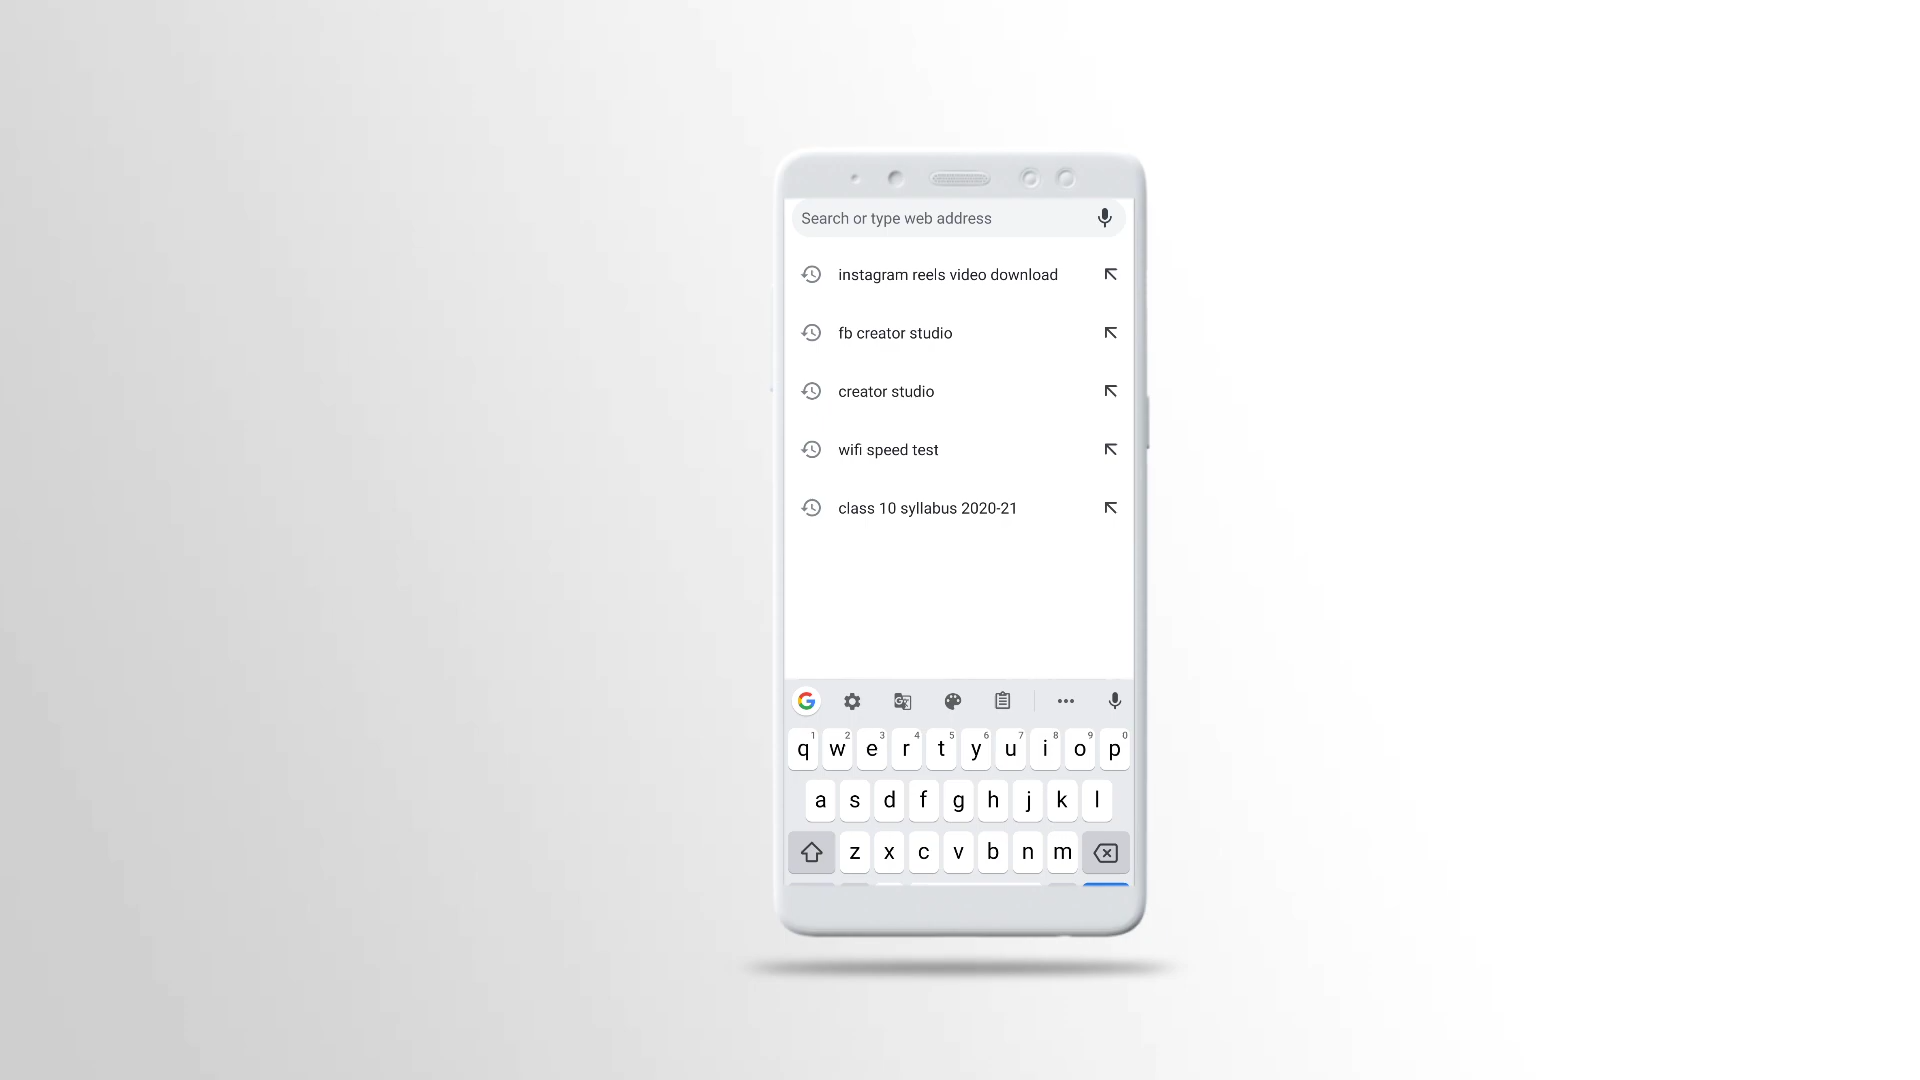 Search or type web address
instagram reels video download
fb creator studio
creator studio
wifi speed test
class 10 syllabus 2020-21
G
1 2 3 4 5 6 7 8 9 0
q w e r t y u i o p
a s d f g h j k l
z x c v b n m